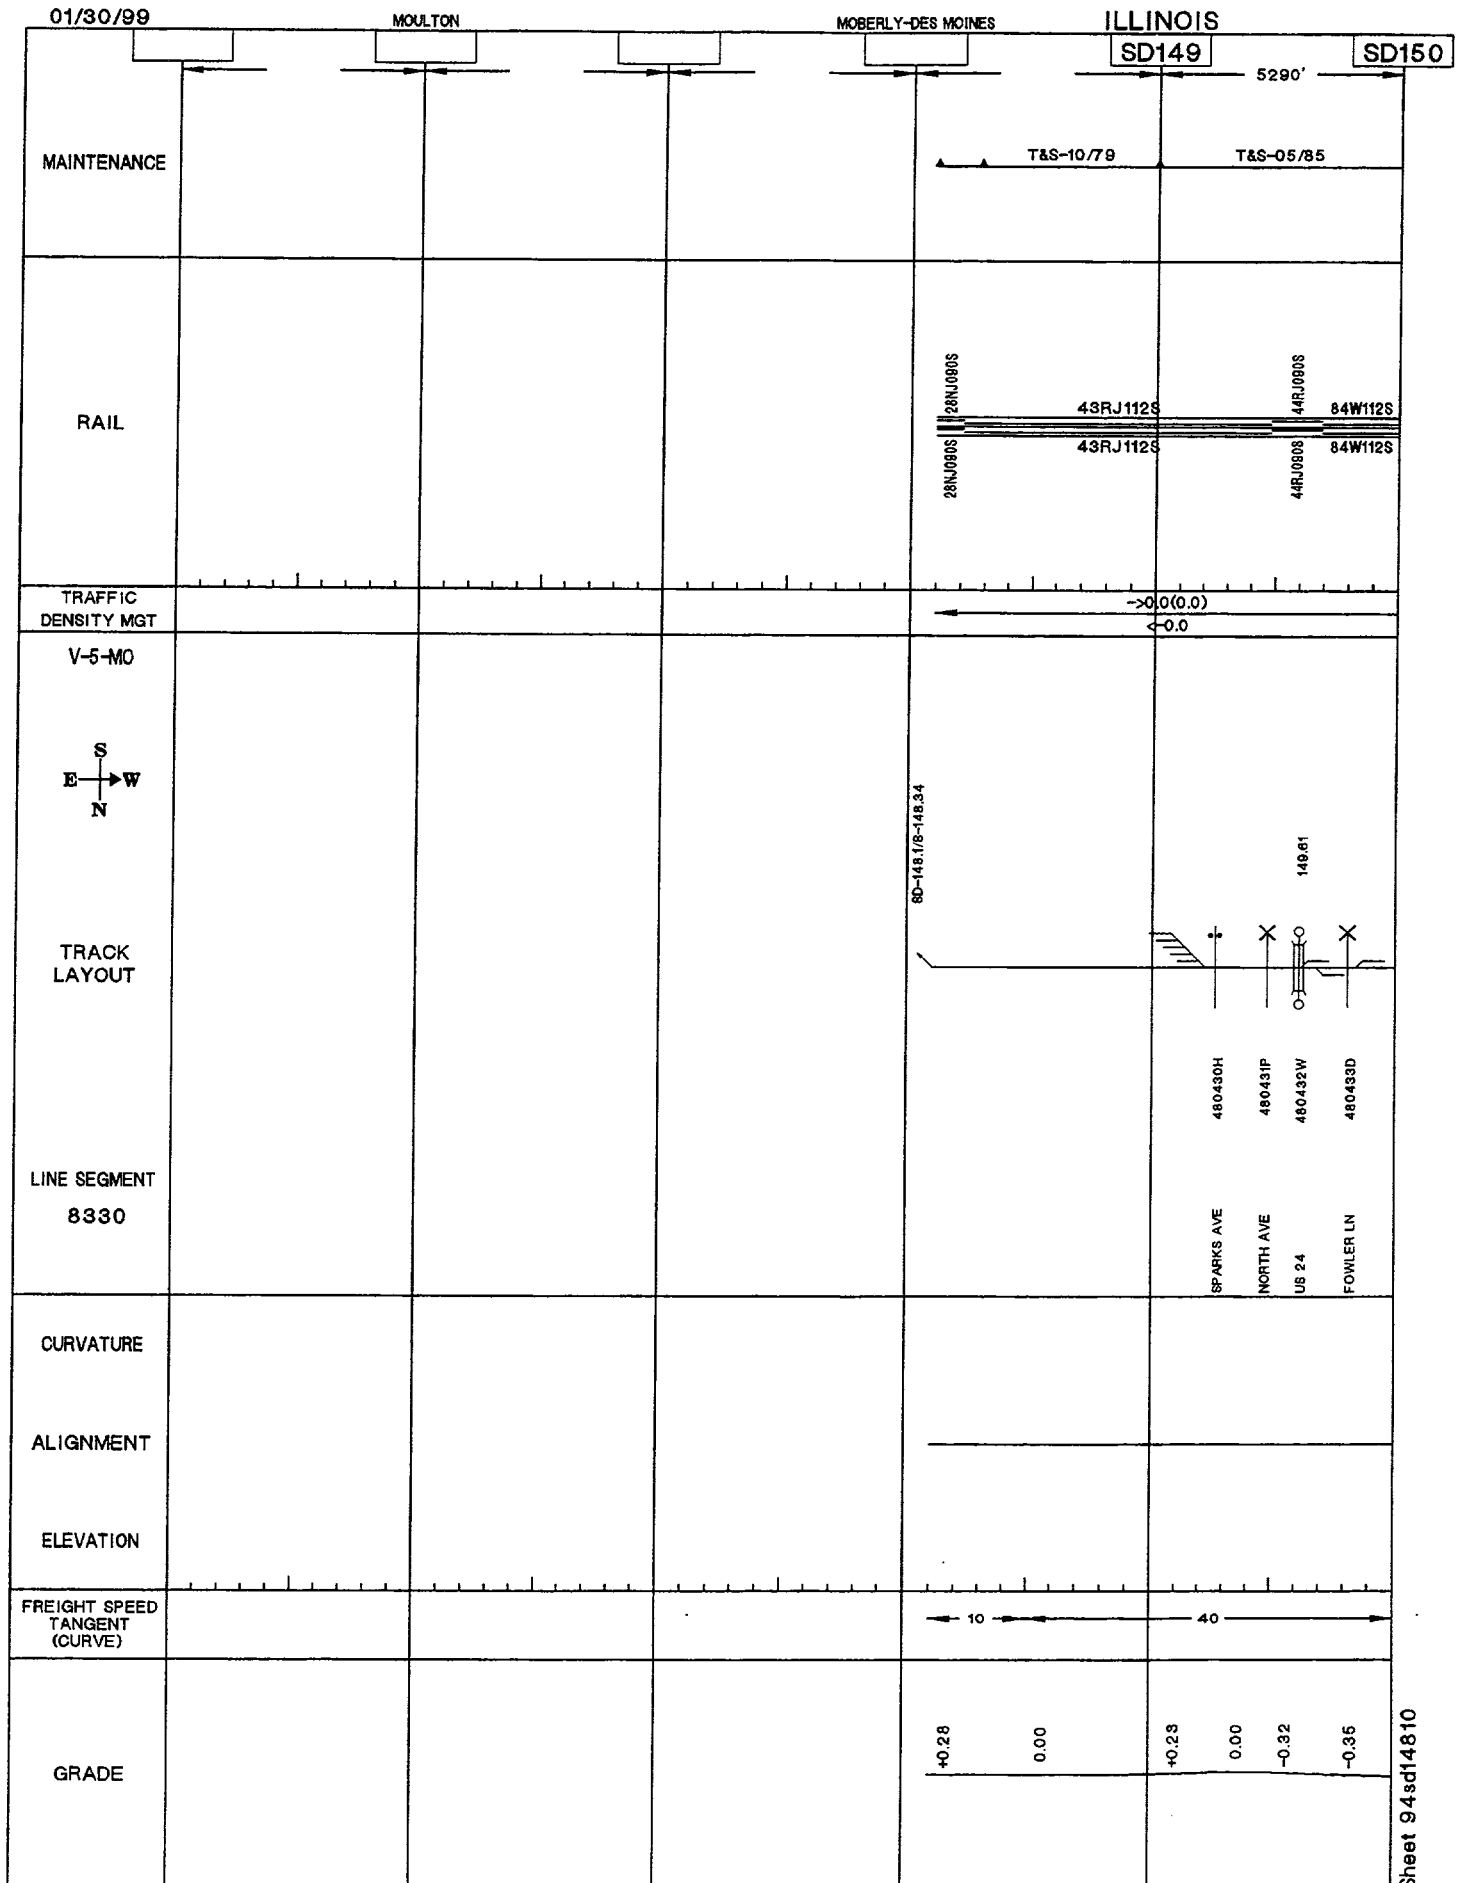 01/30/99
MOULTON
MOBERLY-DES MOINES
ILLINOIS
SD149
SD150
5290'
MAINTENANCE
T&S-10/79
T&S-05/85
RAIL
28NJ090S
43RJ112S
44RJ090S
84W112S
28NJ090S
43RJ112S
44RJ090S
84W112S
TRAFFIC
DENSITY MGT
->0.0(0.0)
<-0.0
V-5-MO
S
E W
N
SD-148.1/S-148.34
149.61
TRACK
LAYOUT
480430H
480431P
480432W
480433D
LINE SEGMENT
8330
SPARKS AVE
NORTH AVE
US 24
FOWLER LN
CURVATURE
ALIGNMENT
ELEVATION
FREIGHT SPEED
TANGENT
(CURVE)
10
40
GRADE
+0.28
0.00
+0.23
0.00
-0.32
-0.35
Sheet 94sd14810